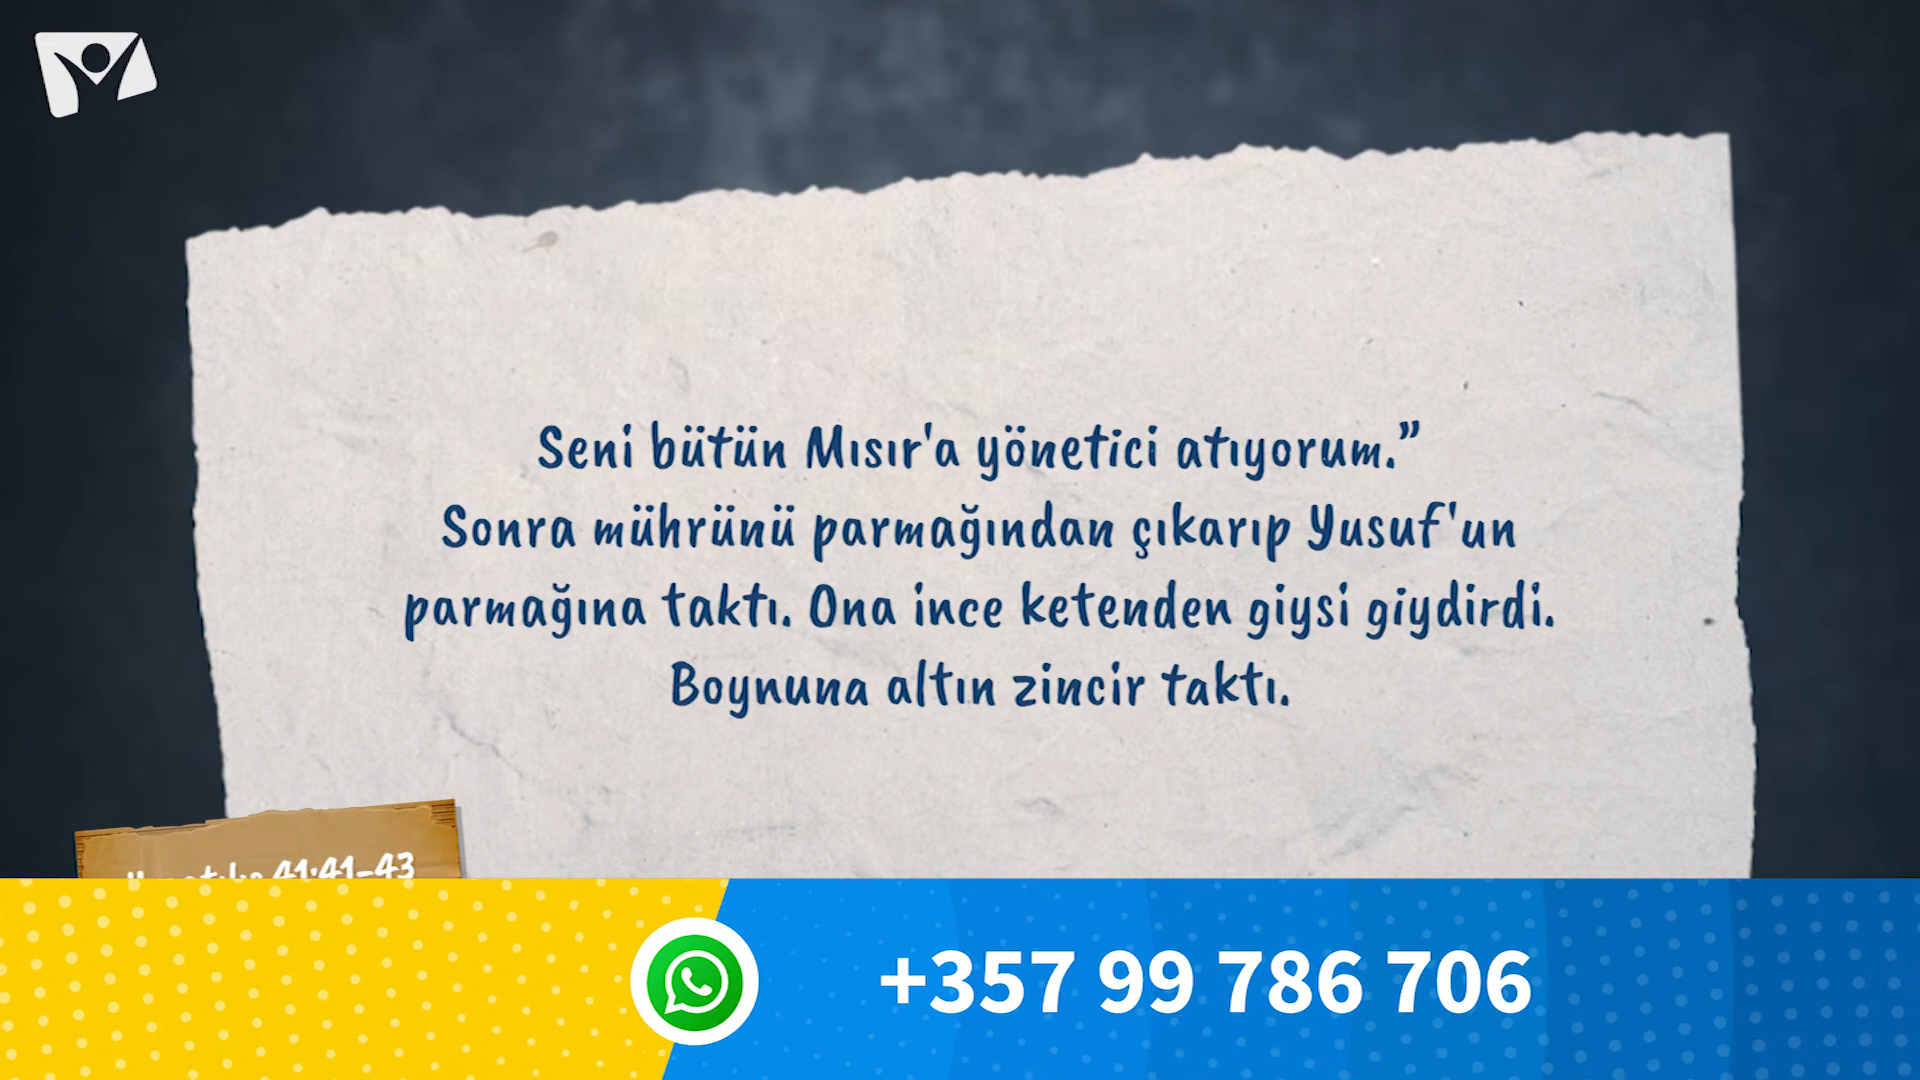 Seni bütün Mısır'a yönetici atıyorum.”
Sonra mührünü parmağından çıkarıp Yusuf'un
parmağına taktı. Ona ince ketenden giysi giydirdi.
Boynuna altın zincir taktı.
41:41-43
+357 99 786 706